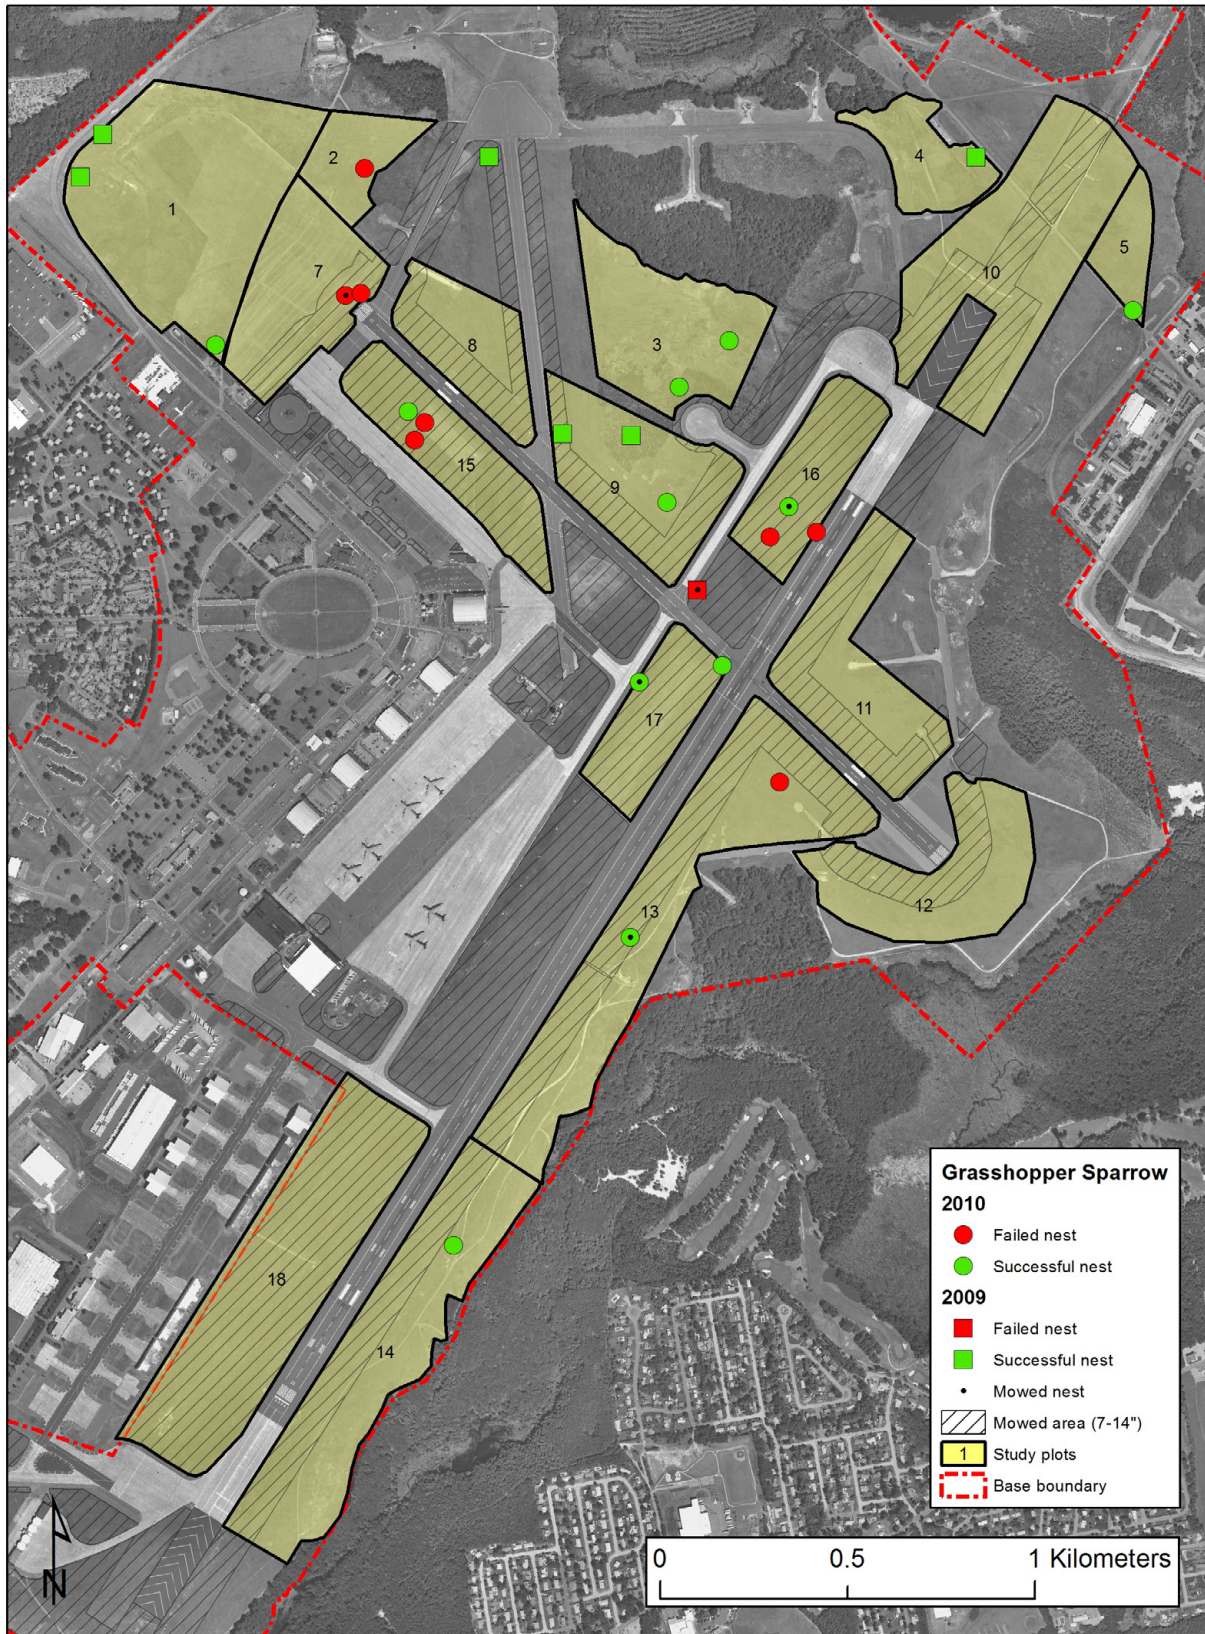 2
4
1
5
7
10
8
3
15
9
16
17
11
13
12
18
14
Grasshopper Sparrow
2010
Failed nest
Successful nest
2009
Failed nest
Successful nest
Mowed nest
Mowed area (7-14")
1 Study plots
Base boundary
0 0.5 1 Kilometers
N